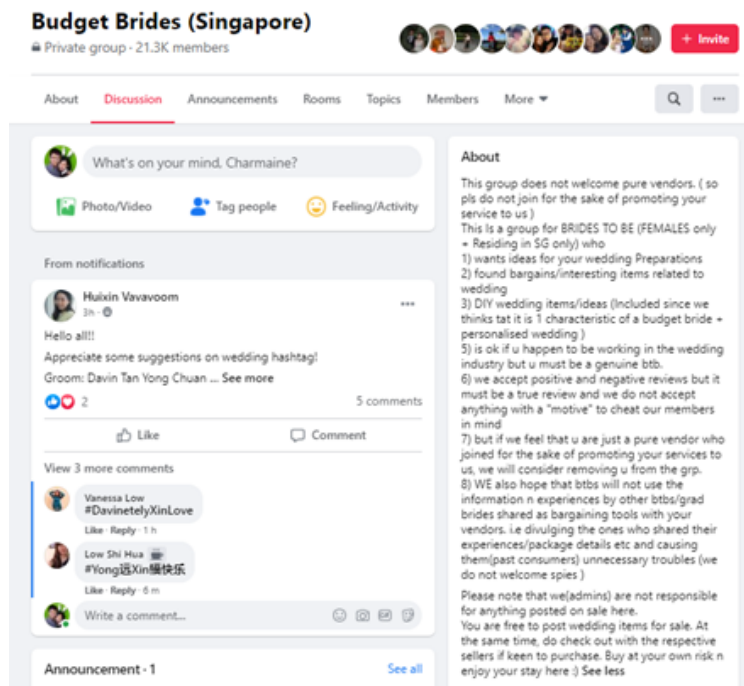 Budget Brides (Singapore)
Private group · 21.3K members
+ Invite
About Discussion Announcements Rooms Topics Members More
What's on your mind, Charmaine?
Photo/Video Tag people Feeling/Activity
From notifications
Huixin Vavavoom
3h ·
Hello all!!
Appreciate some suggestions on wedding hashtag!
Groom: Davin Tan Yong Chuan ... See more
2 5 comments
Like Comment
View 3 more comments
Vanessa Low
#DavinetelyXinLove
Like · Reply · 1 h
Low Shi Hua
#Yong远Xin快乐
Like · Reply · 6 m
Write a comment...
GIF
Announcement · 1 See all
About
This group does not welcome pure vendors. ( so
pls do not join for the sake of promoting your
service to us )
This Is a group for BRIDES TO BE (FEMALES only
+ Residing in SG only) who
1) wants ideas for your wedding Preparations
2) found bargains/interesting items related to
wedding
3) DIY wedding items/ideas (Included since we
thinks tat it is 1 characteristic of a budget bride +
personalised wedding )
5) is ok if u happen to be working in the wedding
industry but u must be a genuine btb.
6) we accept positive and negative reviews but it
must be a true review and we do not accept
anything with a "motive" to cheat our members
in mind
7) but if we feel that u are just a pure vendor who
joined for the sake of promoting your services to
us, we will consider removing u from the grp.
8) WE also hope that btbs will not use the
information n experiences by other btbs/grad
brides shared as bargaining tools with your
vendors. i.e divulging the ones who shared their
experiences/package details etc and causing
them(past consumers) unnecessary troubles (we
do not welcome spies )
Please note that we(admins) are not responsible
for anything posted on sale here.
You are free to post wedding items for sale. At
the same time, do check out with the respective
sellers if keen to purchase. Buy at your own risk n
enjoy your stay here :) See less